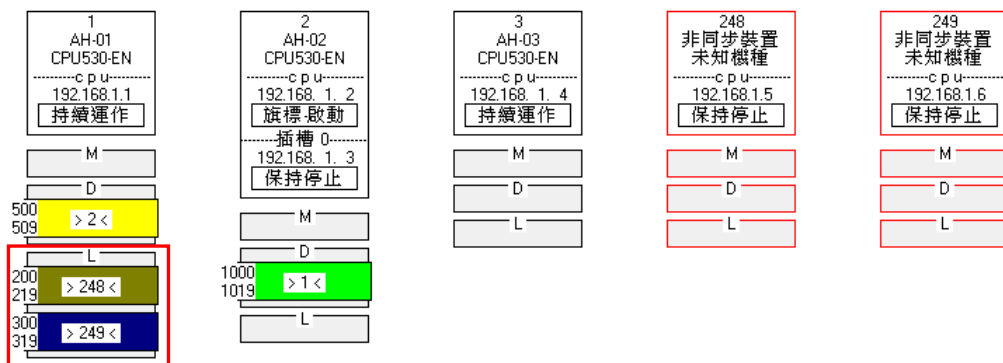 1
AH-01
CPU530-EN
cpu
192.168.1.1
持續運作
M
D
500
509
> 2 <
L
200
219
> 248 <
300
319
> 249 <
2
AH-02
CPU530-EN
cpu
192.168. 1. 2
旗標-啟動
插槽 0
192.168. 1. 3
保持停止
M
D
1000
1019
> 1 <
L
3
AH-03
CPU530-EN
cpu
192.168. 1. 4
持續運作
M
D
L
248
非同步裝置
未知機種
cpu
192.168.1.5
保持停止
M
D
L
249
非同步裝置
未知機種
cpu
192.168.1.6
保持停止
M
D
L